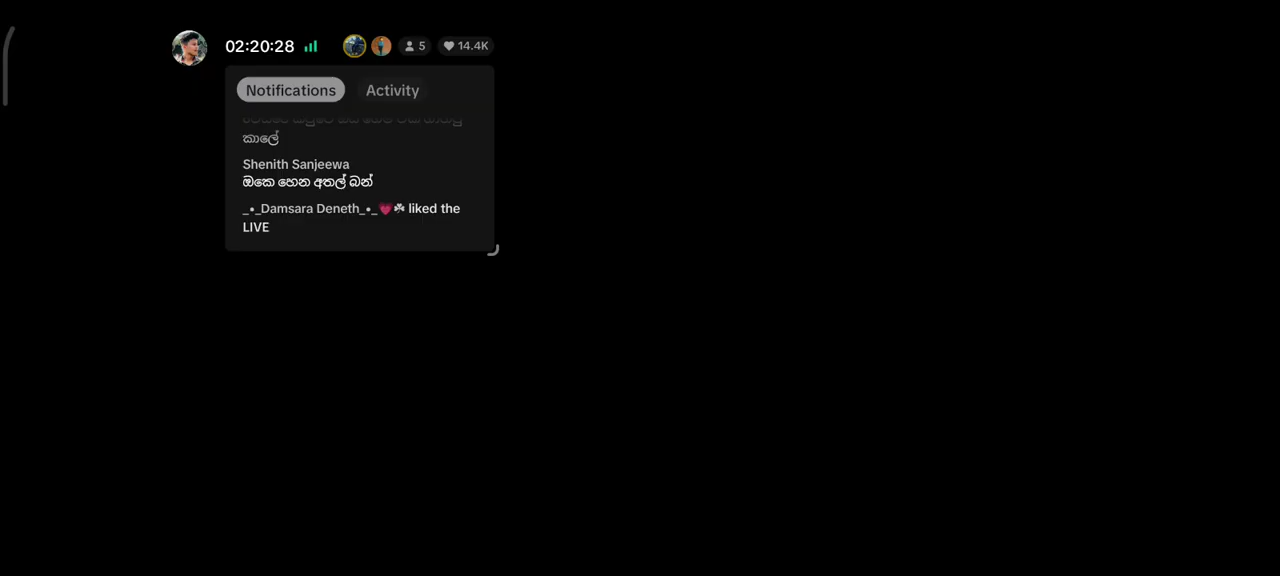 02:20:28
5
14.4K
Notifications
Activity
කාලේ
Shenith Sanjeewa
ඔකෙ හෙන අතල් බන්
_•_Damsara Deneth_•_💗☘ liked the
LIVE